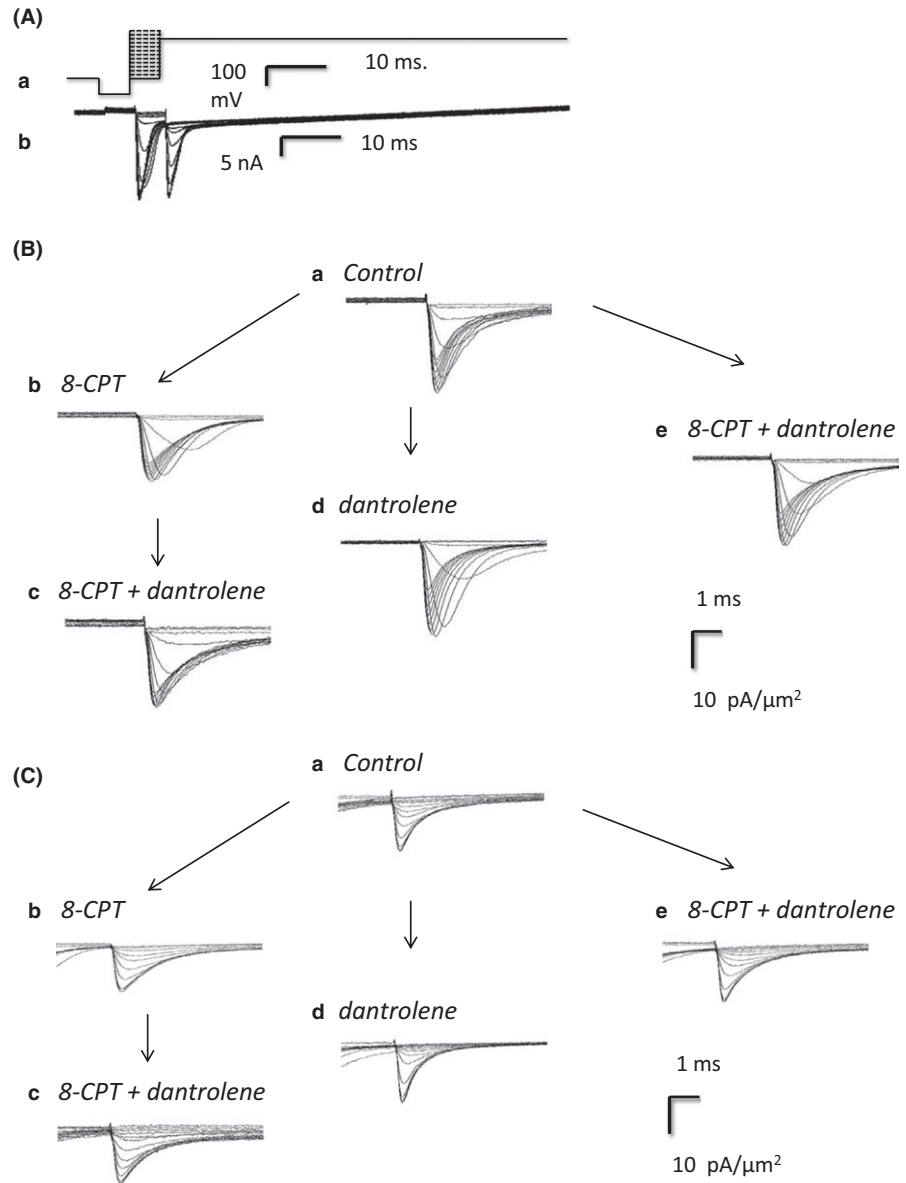 (A)
a
100 mV
10 ms.
b
5 nA
10 ms
(B)
a Control
b 8-CPT
e 8-CPT + dantrolene
d dantrolene
c 8-CPT + dantrolene
1 ms
10 pA/µm²
(C)
a Control
b 8-CPT
e 8-CPT + dantrolene
d dantrolene
c 8-CPT + dantrolene
1 ms
10 pA/µm²